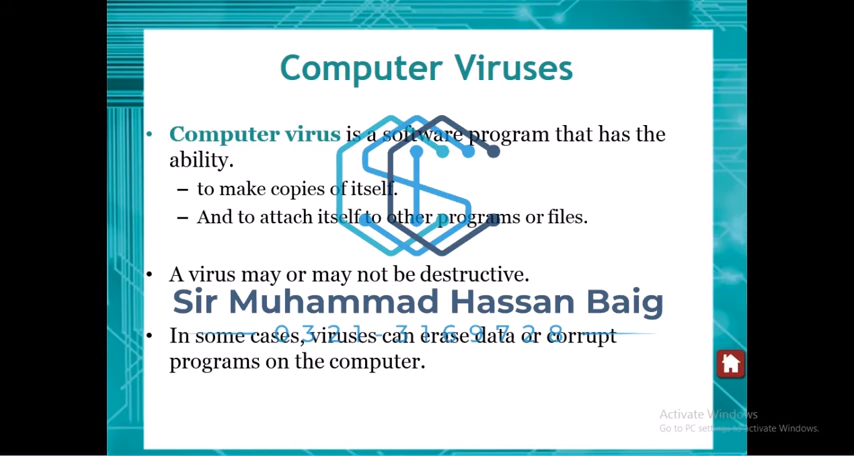 Computer Viruses
• Computer virus is a software program that has the
ability.
– to make copies of itself.
– And to attach itself to other programs or files.
• A virus may or may not be destructive.
Sir Muhammad Hassan Baig
0321-3169728
• In some cases, viruses can erase data or corrupt
programs on the computer.
Activate Windows
Go to PC settings to activate Windows.